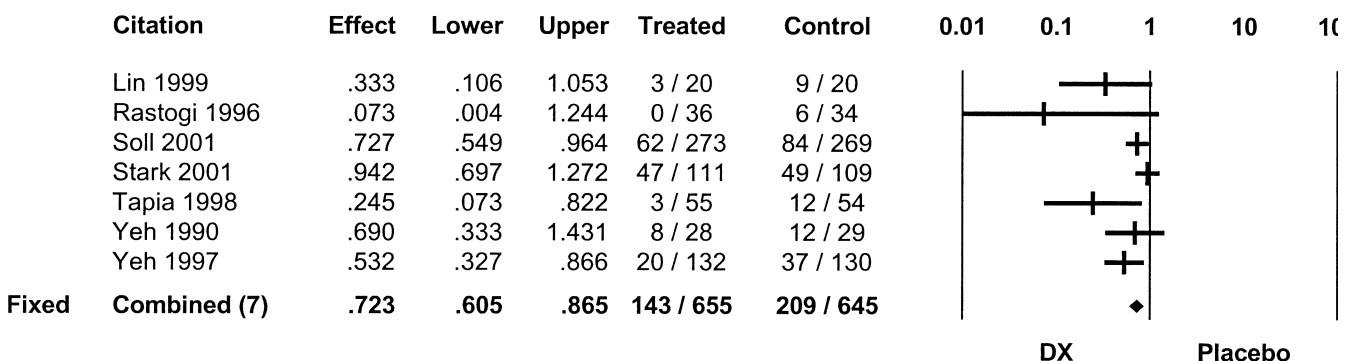 Citation Effect Lower Upper Treated Control 0.01 0.1 1 10
Lin 1999 .333 .106 1.053 3 / 20 9 / 20
Rastogi 1996 .073 .004 1.244 0 / 36 6 / 34
Soll 2001 .727 .549 .964 62 / 273 84 / 269
Stark 2001 .942 .697 1.272 47 / 111 49 / 109
Tapia 1998 .245 .073 .822 3 / 55 12 / 54
Yeh 1990 .690 .333 1.431 8 / 28 12 / 29
Yeh 1997 .532 .327 .866 20 / 132 37 / 130
Fixed Combined (7) .723 .605 .865 143 / 655 209 / 645
DX Placebo